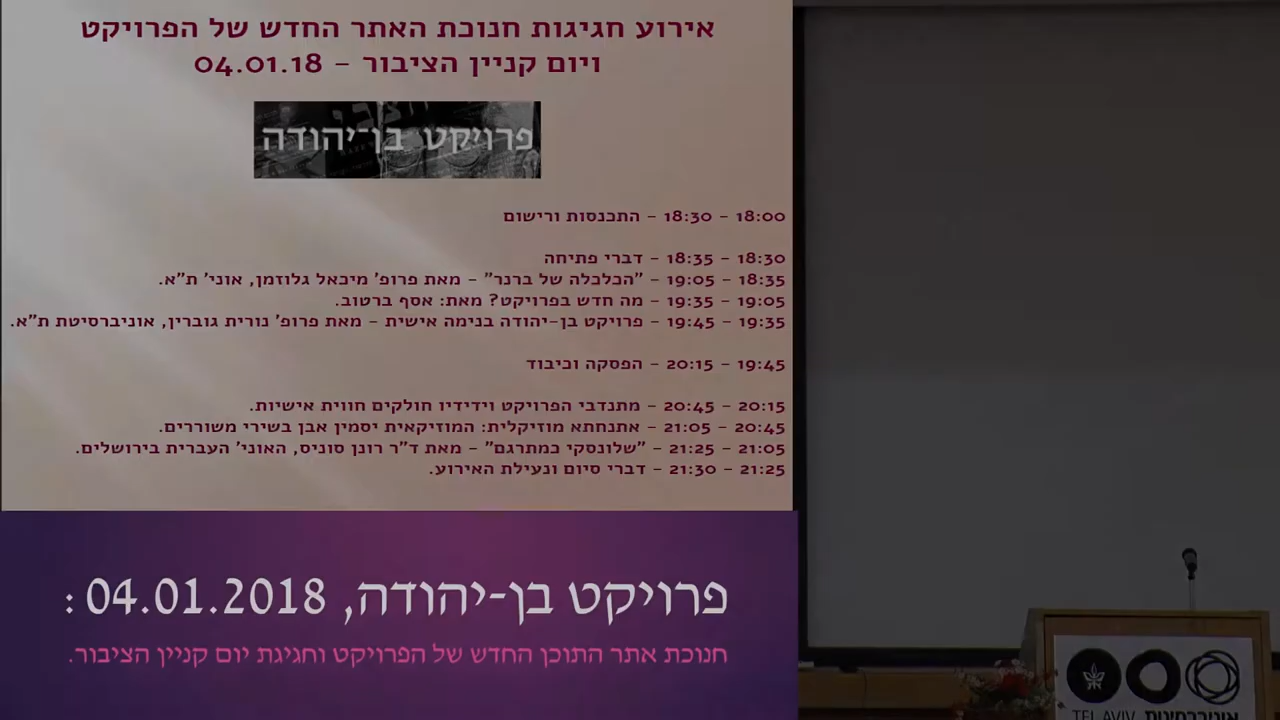 אירוע חגיגות חנוכת האתר החדש של הפרויקט
ויום קניין הציבור – 04.01.18
פרויקט בן־יהודה
18:00 – 18:30 – התכנסות ורישום
18:30 – 18:35 – דברי פתיחה
18:35 – 19:05 – "הכלכלה של ברנר" – מאת פרופ' מיכאל גלוזמן, אוני' ת"א.
19:05 – 19:35 – מה חדש בפרויקט? מאת: אסף ברטוב.
19:35 – 19:45 – פרויקט בן-יהודה בנימה אישית – מאת פרופ' נורית גוברין, אוניברסיטת ת"א.
19:45 – 20:15 – הפסקה וכיבוד
20:15 – 20:45 – מתנדבי הפרויקט וידידיו חולקים חווית אישיות.
20:45 – 21:05 – אתנחתא מוזיקלית: המוזיקאית יסמין אבן בשירי משוררים.
21:05 – 21:25 – "שלונסקי כמתרגם" – מאת ד"ר רונן סוניס, האוני' העברית בירושלים.
21:25 – 21:30 – דברי סיום ונעילת האירוע.
פרויקט בן-יהודה, 04.01.2018 :
חנוכת אתר התוכן החדש של הפרויקט וחגיגת יום קניין הציבור.
TEL AVIV אוניברסיטת